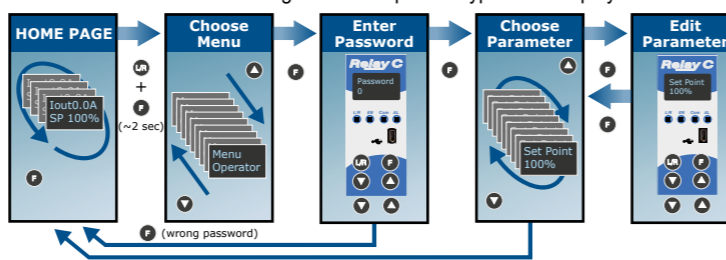 HOME PAGE
Choose
Menu
Enter
Password
Choose
Parameter
Edit
Parameter
Iout0.0A
SP 100%
F
L/R
+
F
(~2 sec)
Menu
Operator
F
Relay C
Password
0
L/R
F
F
Set Point
100%
F
F
Relay C
Set Point
100%
L/R
F
F (wrong password)